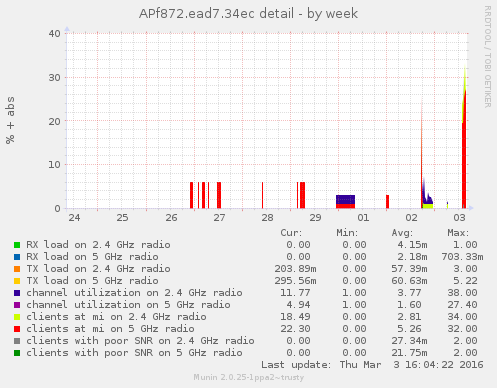 APf872.ead7.34ec detail - by week
RRDTOOL / TOBI OETIKER
% + abs
40
30
20
10
0
24 25 26 27 28 29 01 02 03
Cur: Min: Avg: Max:
RX load on 2.4 GHz radio 0.00 0.00 4.15m 1.00
RX load on 5 GHz radio 0.00 0.00 2.18m 703.33m
TX load on 2.4 GHz radio 203.89m 0.00 57.39m 3.00
TX load on 5 GHz radio 295.56m 0.00 60.63m 5.22
channel utilization on 2.4 GHz radio 11.77 1.00 3.77 38.00
channel utilization on 5 GHz radio 4.94 1.00 1.60 27.40
clients at mi on 2.4 GHz radio 18.49 0.00 2.81 34.00
clients at mi on 5 GHz radio 22.30 0.00 5.26 32.00
clients with poor SNR on 2.4 GHz radio 0.00 0.00 27.34m 2.00
clients with poor SNR on 5 GHz radio 0.00 0.00 21.75m 2.00
Last update: Thu Mar 3 16:04:22 2016
Munin 2.0.25-1ppa2~trusty